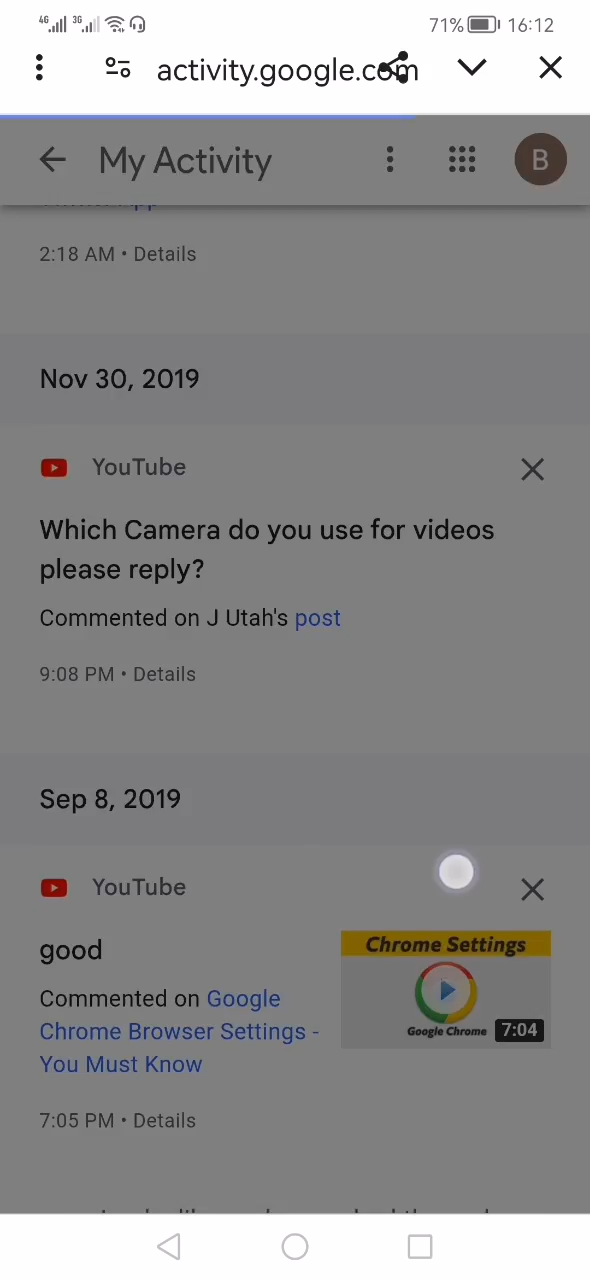 4G 3G 71% 16:12
activity.google.com
My Activity B
2:18 AM • Details
Nov 30, 2019
YouTube
Which Camera do you use for videos
please reply?
Commented on J Utah's post
9:08 PM • Details
Sep 8, 2019
YouTube
good
Commented on Google
Chrome Browser Settings -
You Must Know
Chrome Settings
Google Chrome 7:04
7:05 PM • Details